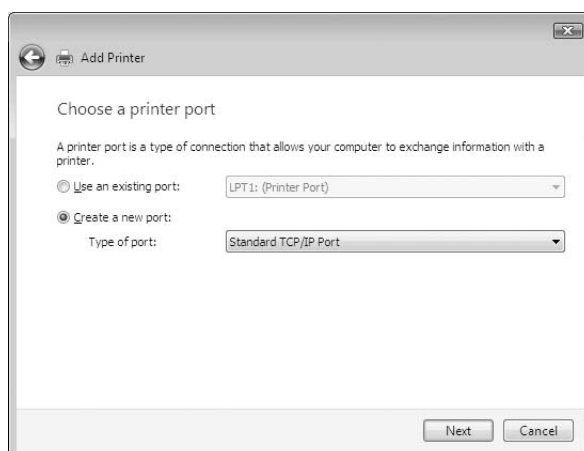 Add Printer
Choose a printer port
A printer port is a type of connection that allows your computer to exchange information with a
printer.
Use an existing port: LPT1: (Printer Port)
Create a new port:
Type of port: Standard TCP/IP Port
Next Cancel